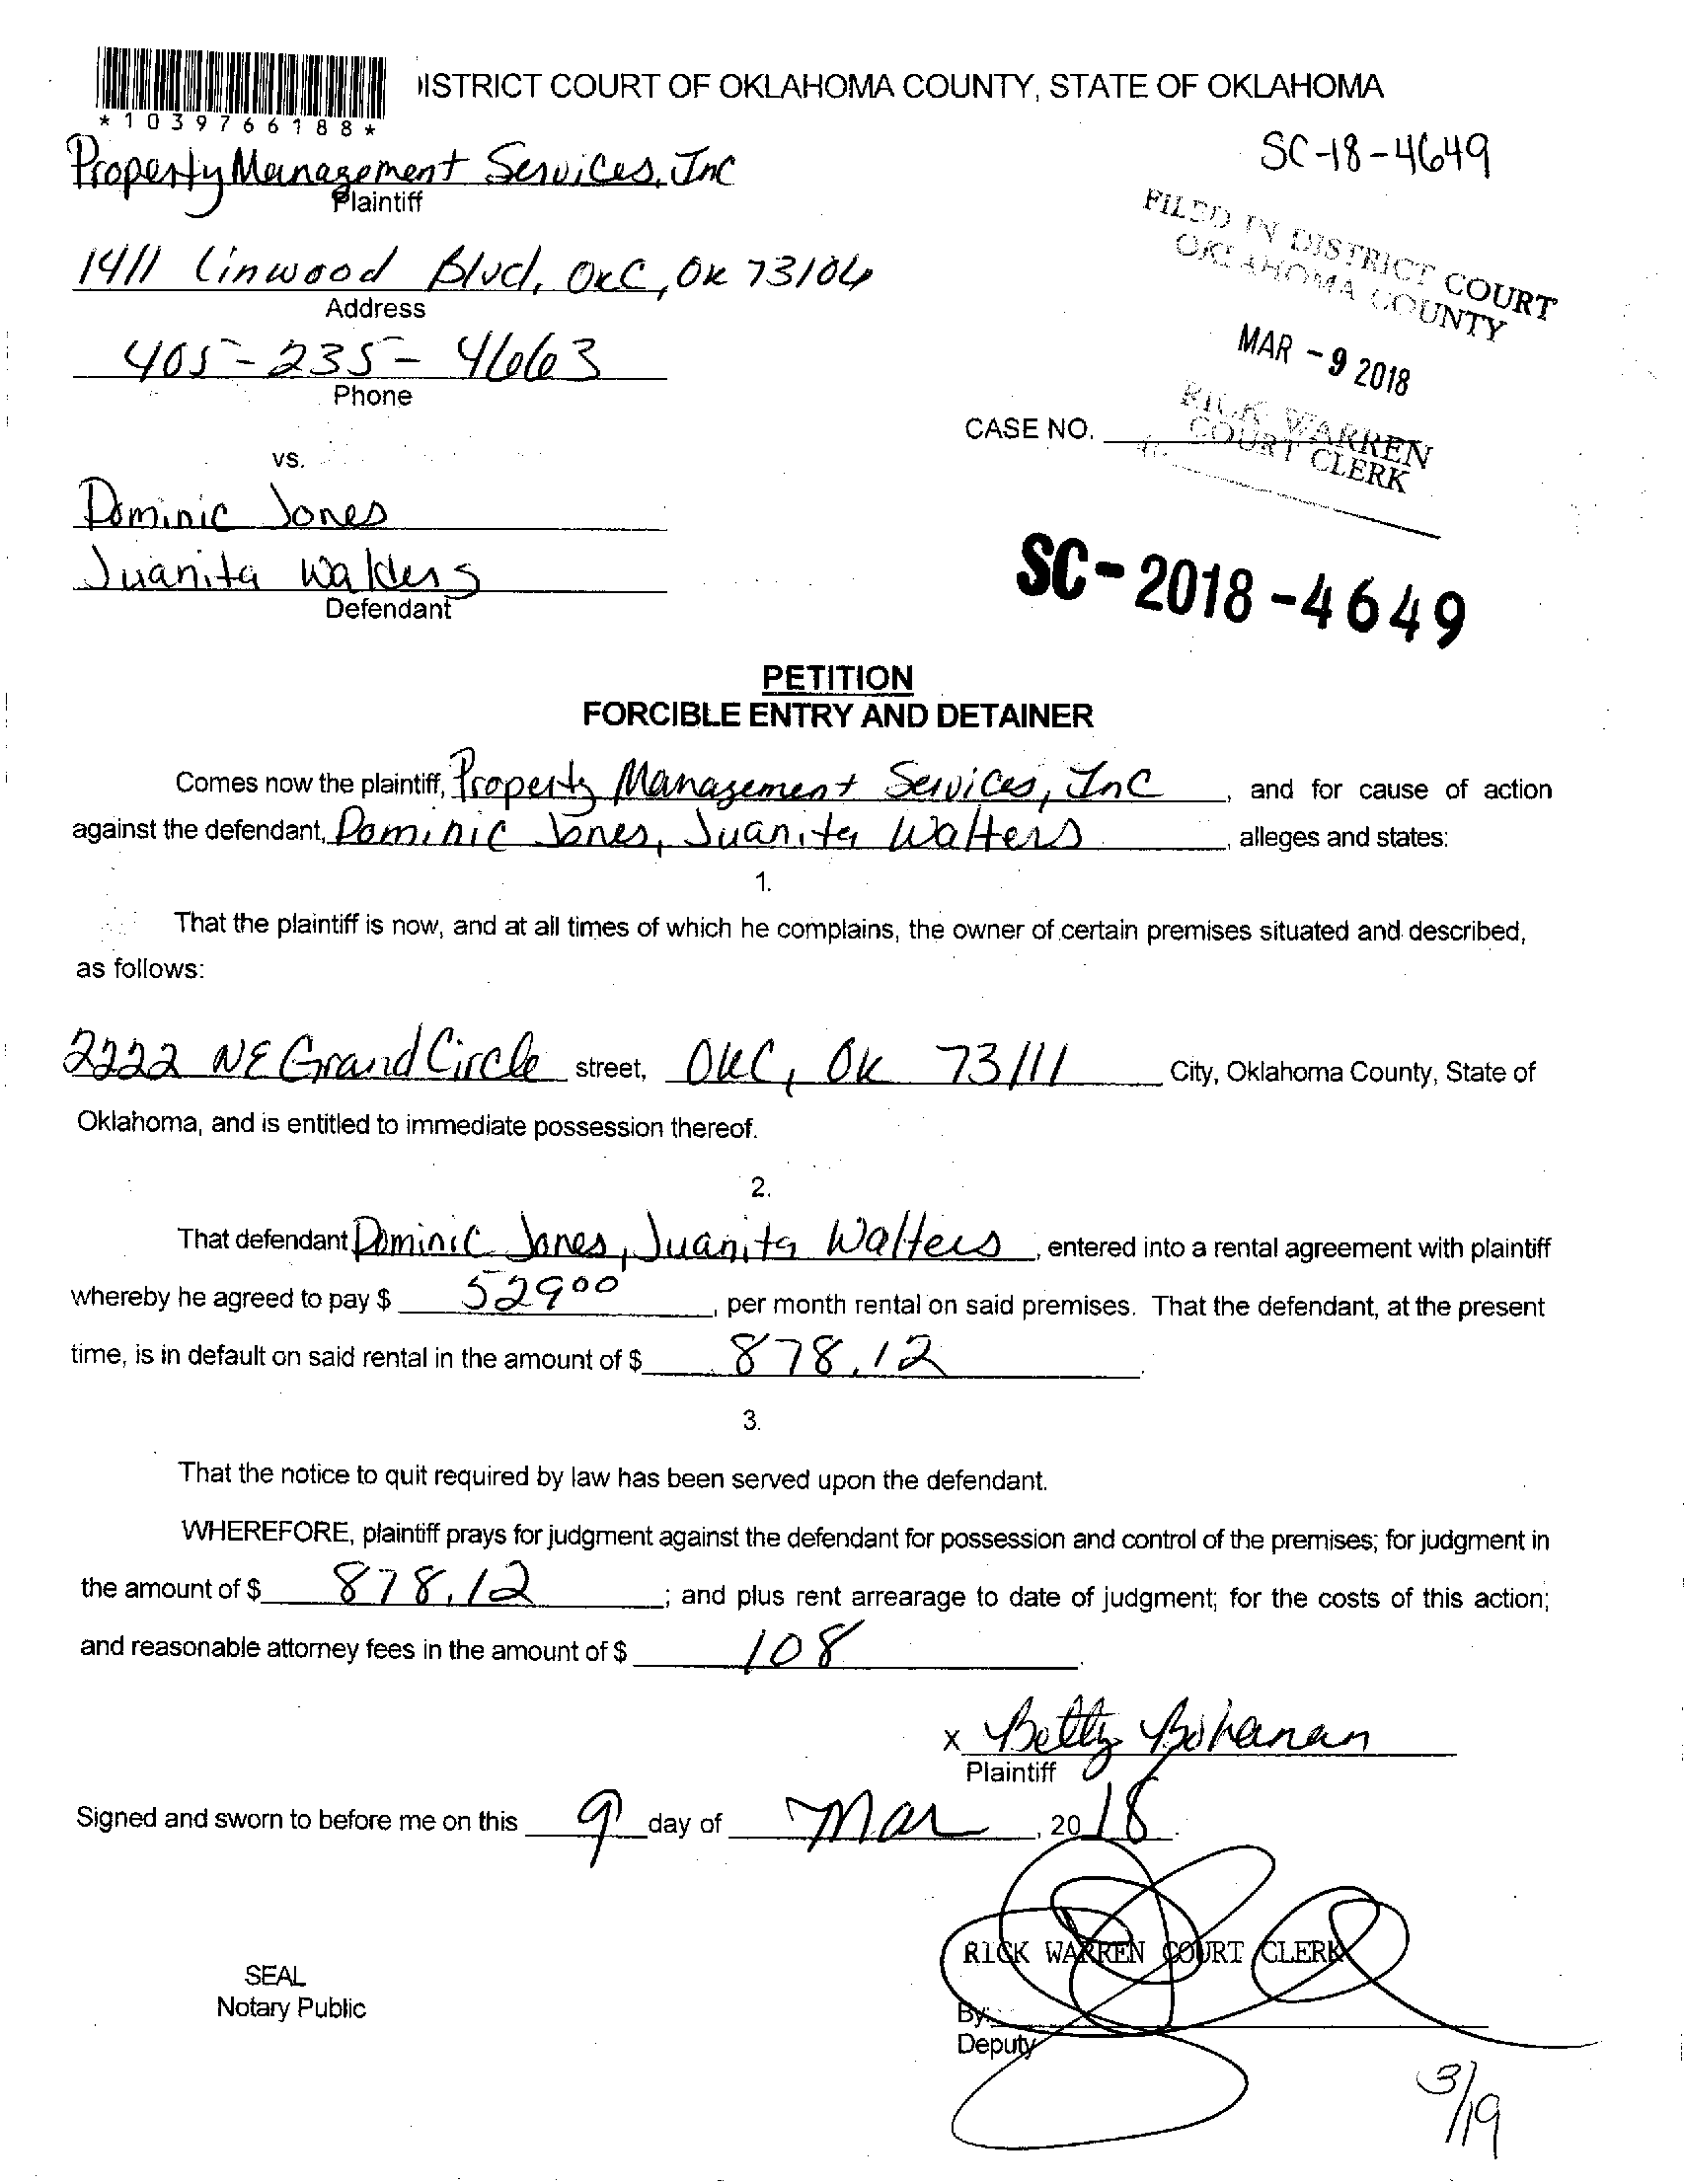 ISTRICT COURT OF OKLAHOMA COUNTY, STATE OF OKLAHOMA
*1039766188*
SC-18-4649
Property Management Services, Inc
Plaintiff
FILED IN DISTRICT COURT
OKLAHOMA COUNTY
1411 Linwood Blvd, OKC, OK 73106
Address
MAR - 9 2018
405-235-4663
Phone
RICK WARREN
COURT CLERK
CASE NO.
vs.
Dominic Jones
Juanita Walters
Defendant
SC-2018-4649
PETITION
FORCIBLE ENTRY AND DETAINER
Comes now the plaintiff, Property Management Services, Inc, and for cause of action
against the defendant, Dominic Jones, Juanita Walters, alleges and states:
1.
That the plaintiff is now, and at all times of which he complains, the owner of certain premises situated and described,
as follows:
2222 NE Grand Circle street, OKC, OK 73111 City, Oklahoma County, State of
Oklahoma, and is entitled to immediate possession thereof.
2.
That defendant Dominic Jones, Juanita Walters, entered into a rental agreement with plaintiff
whereby he agreed to pay $ 529 00, per month rental on said premises. That the defendant, at the present
time, is in default on said rental in the amount of $ 878.12.
3.
That the notice to quit required by law has been served upon the defendant.
WHEREFORE, plaintiff prays for judgment against the defendant for possession and control of the premises; for judgment in
the amount of $ 878.12; and plus rent arrearage to date of judgment; for the costs of this action;
and reasonable attorney fees in the amount of $ 108.
x Betty Bohanan
Plaintiff
Signed and sworn to before me on this 9 day of Mar, 20 18.
RICK WARREN COURT CLERK
SEAL
Notary Public
By:
Deputy
3/19